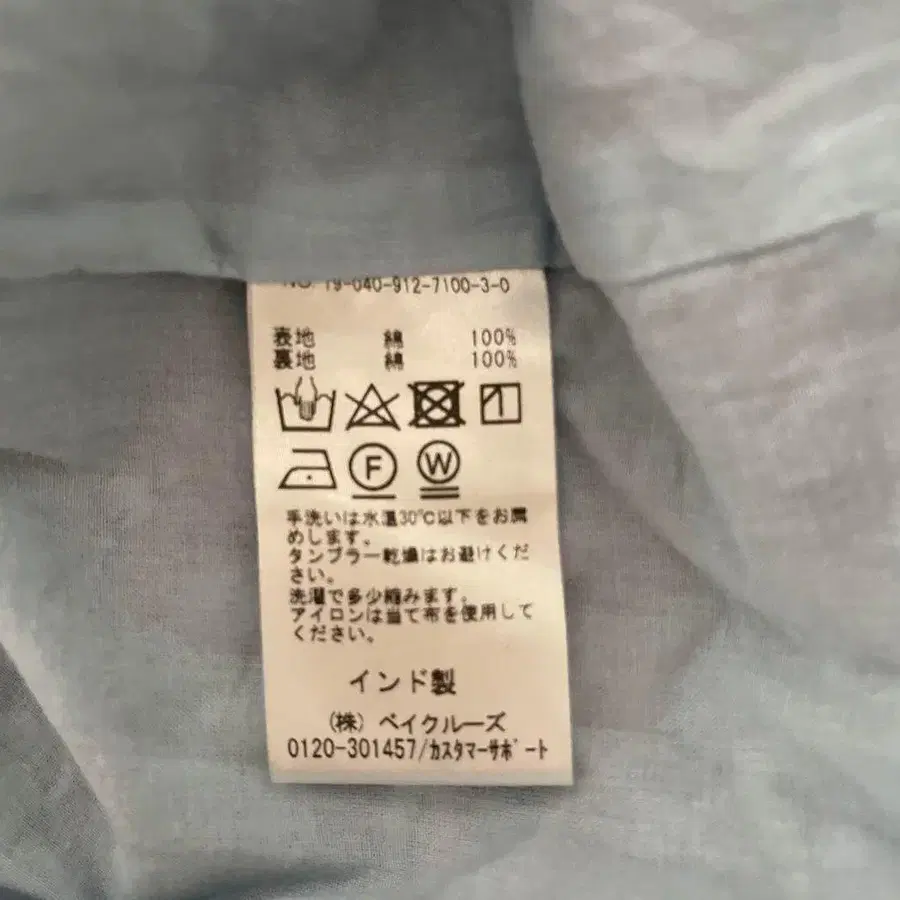 NO. 19-040-912-7100-3-0
表地 綿 100%
裏地 綿 100%
F W
手洗いは水温30℃以下をお薦
めします。
タンブラー乾燥はお避けくだ
さい。
洗濯で多少縮みます。
アイロンは当て布を使用して
ください。
インド製
(株) ベイクルーズ
0120-301457/カスタマーサポート